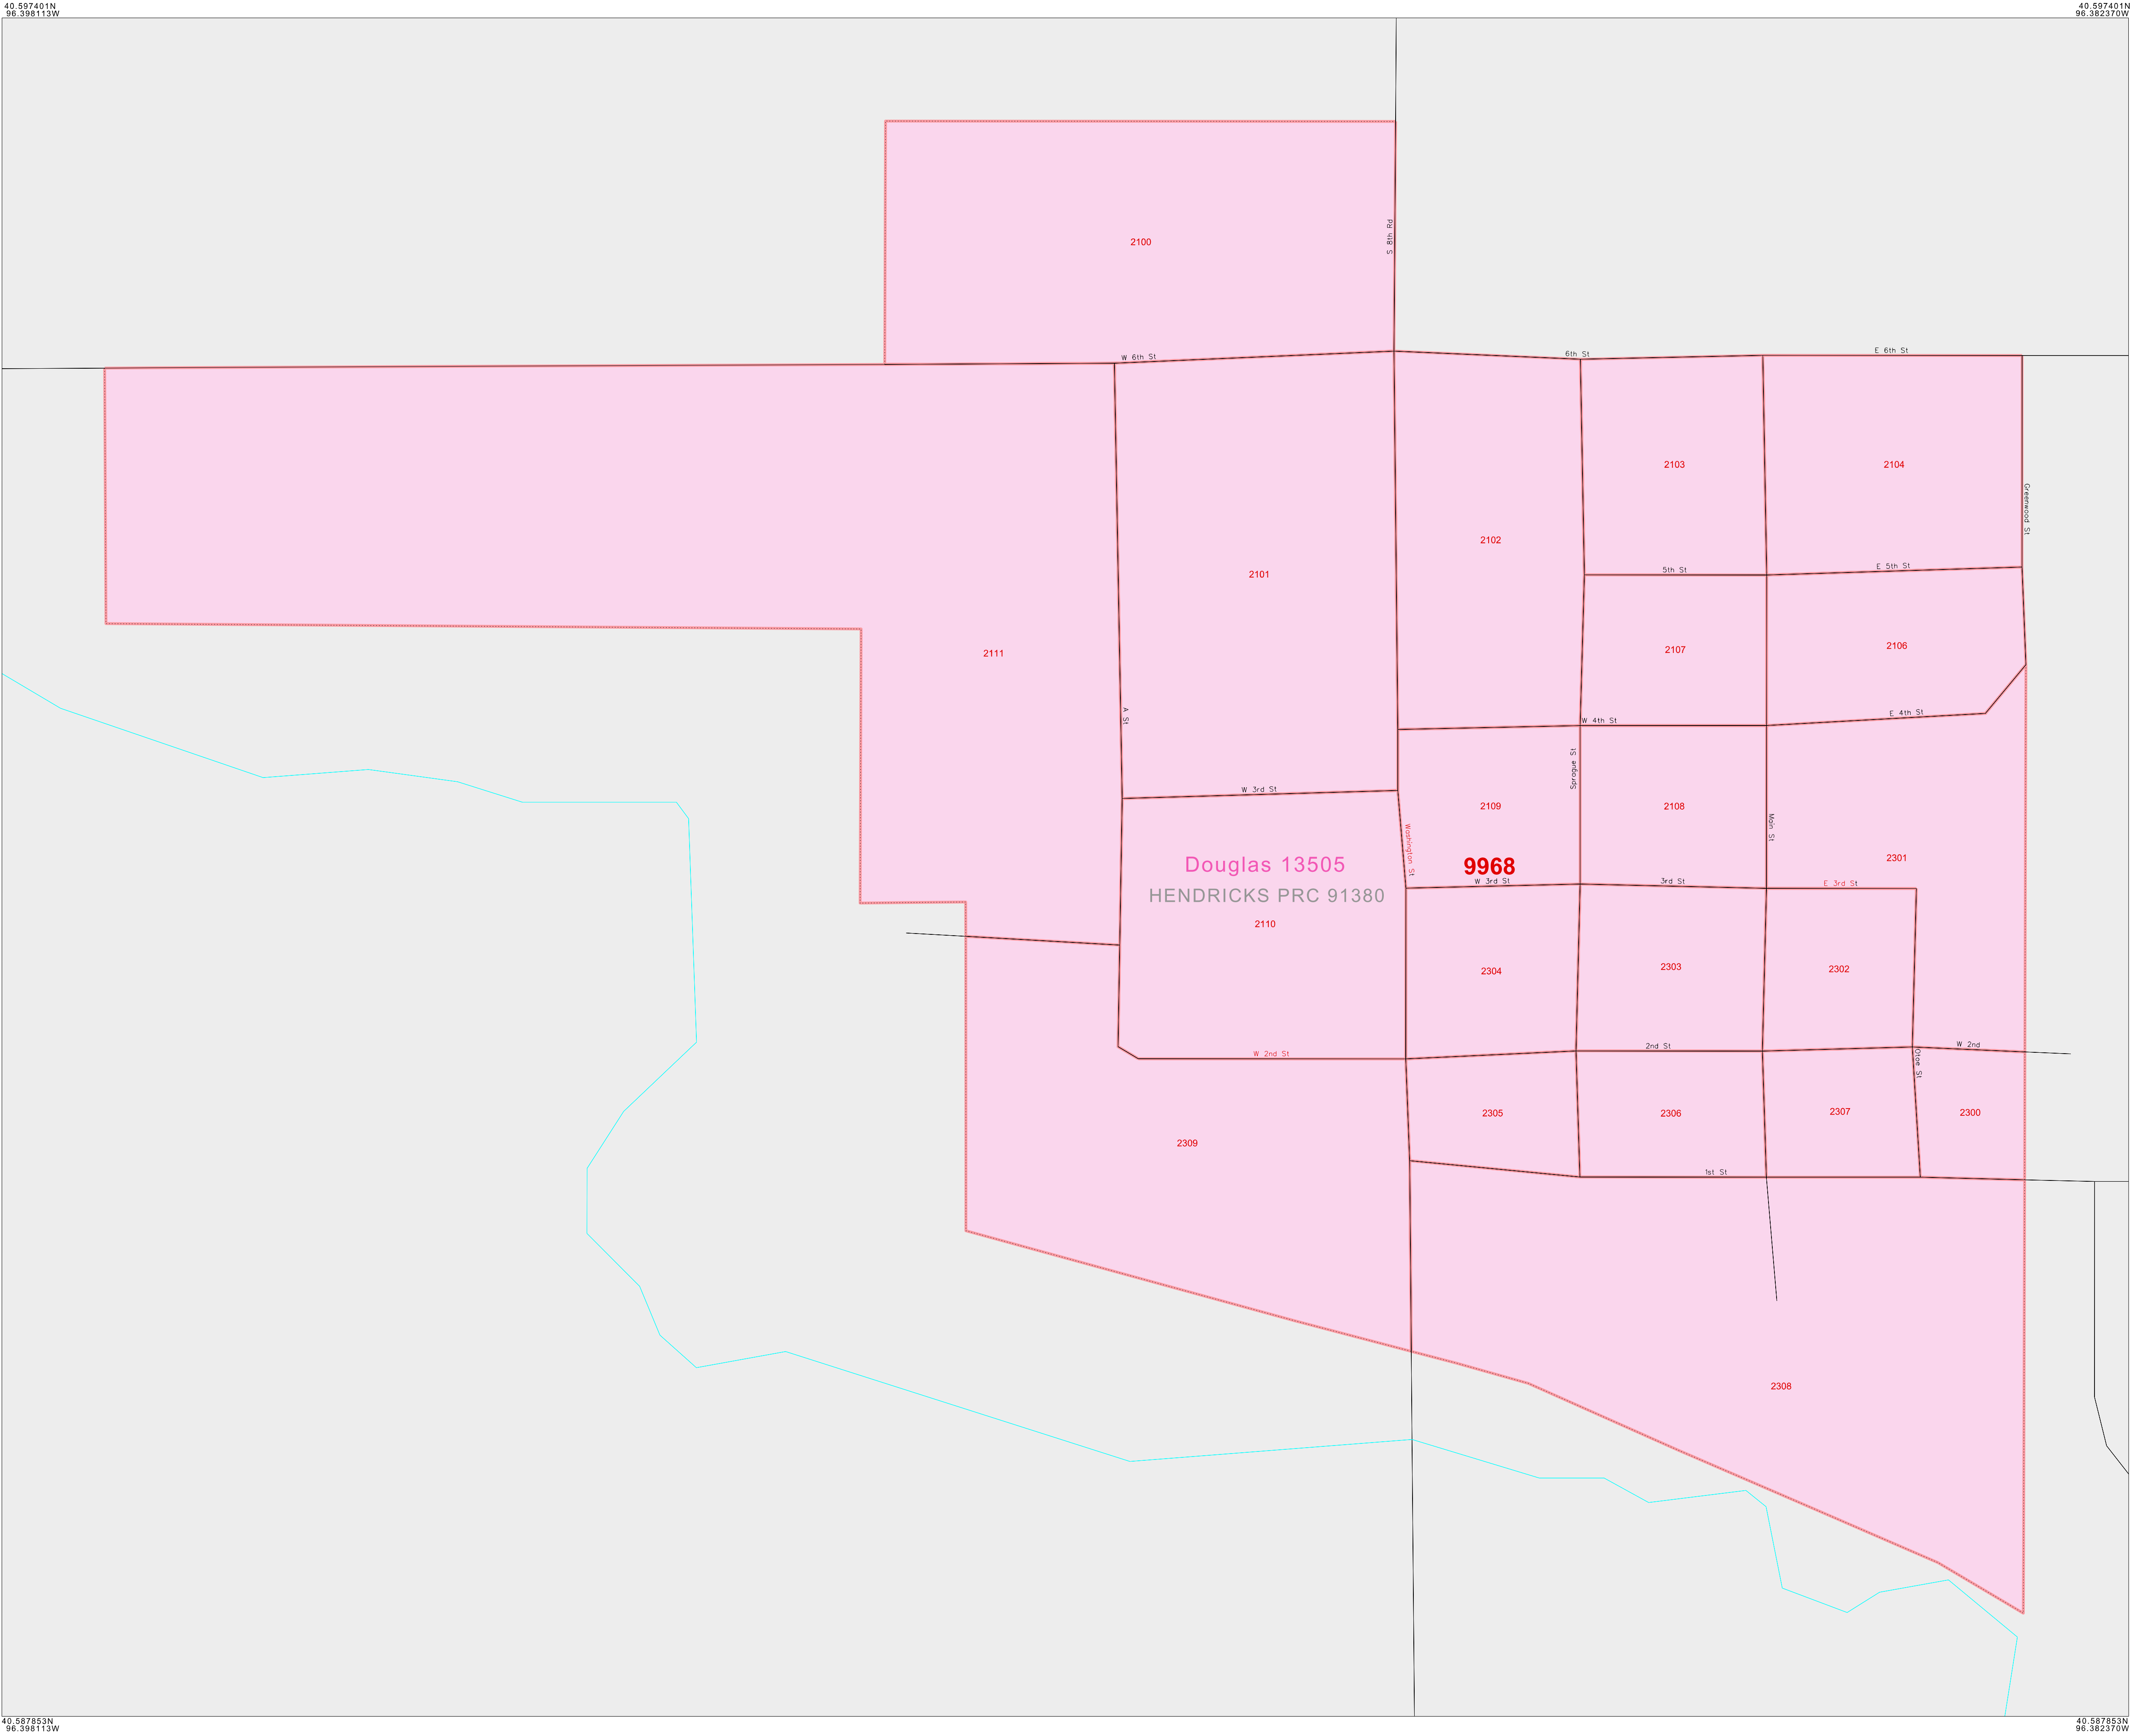 40.597401N
96.398113W
40.597401N
96.382370W
2100
S 8th Rd
W 6th St
6th St
E 6th St
2103
2104
Greenwood St
2102
5th St
E 5th St
2101
2111
2107
2106
A St
W 4th St
E 4th St
Sprague St
W 3rd St
2109
2108
Main St
Washington St
2301
Douglas 13505
9968
HENDRICKS PRC 91380
W 3rd St
3rd St
E 3rd St
2110
2304
2303
2302
W 2nd St
2nd St
W 2nd
Otoe St
2305
2306
2307
2300
2309
1st St
2308
40.587853N
96.398113W
40.587853N
96.382370W